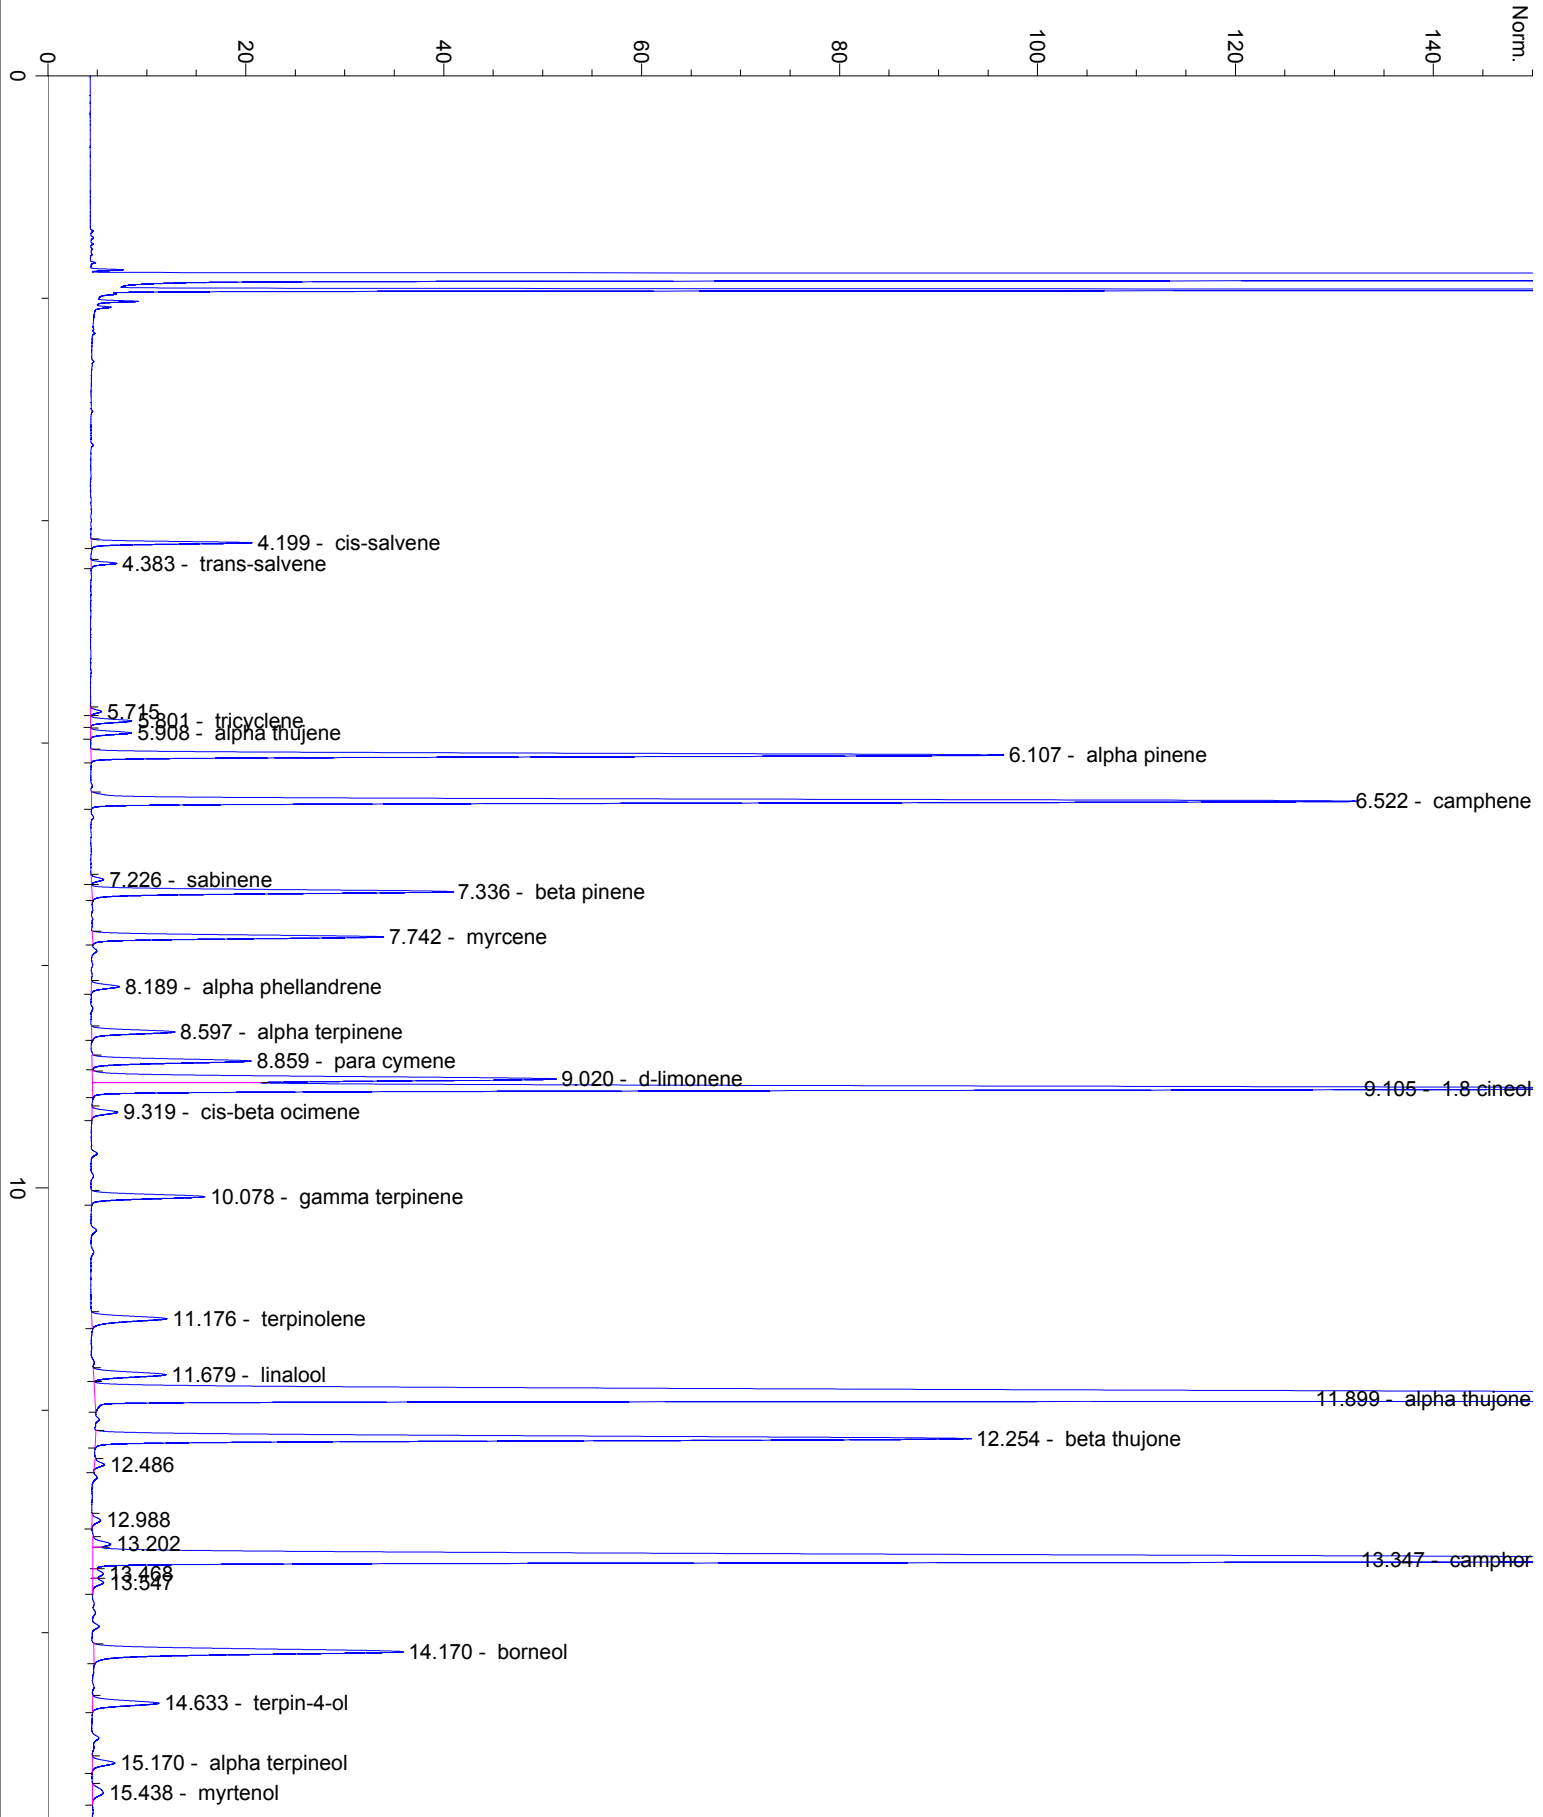 Norm.
0
20
40
60
80
100
120
140
0
4.199 - cis-salvene
4.383 - trans-salvene
5.715
5.801 - tricyclene
5.908 - alpha thujene
6.107 - alpha pinene
6.522 - camphene
7.226 - sabinene
7.336 - beta pinene
7.742 - myrcene
8.189 - alpha phellandrene
8.597 - alpha terpinene
8.859 - para cymene
9.020 - d-limonene
9.105 - 1.8 cineol
9.319 - cis-beta ocimene
10
10.078 - gamma terpinene
11.176 - terpinolene
11.679 - linalool
11.899 - alpha thujone
12.254 - beta thujone
12.486
12.988
13.202
13.347 - camphor
13.468
13.547
14.170 - borneol
14.633 - terpin-4-ol
15.170 - alpha terpineol
15.438 - myrtenol